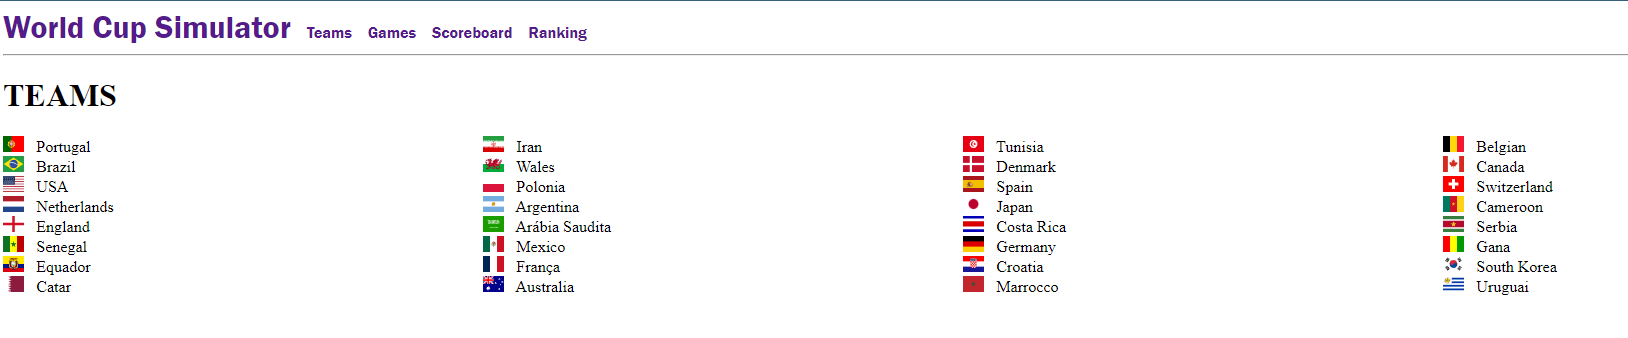 World Cup Simulator Teams Games Scoreboard Ranking
TEAMS
Portugal
Brazil
USA
Netherlands
England
Senegal
Equador
Catar
Iran
Wales
Polonia
Argentina
Arábia Saudita
Mexico
França
Australia
Tunisia
Denmark
Spain
Japan
Costa Rica
Germany
Croatia
Marrocco
Belgian
Canada
Switzerland
Cameroon
Serbia
Gana
South Korea
Uruguai